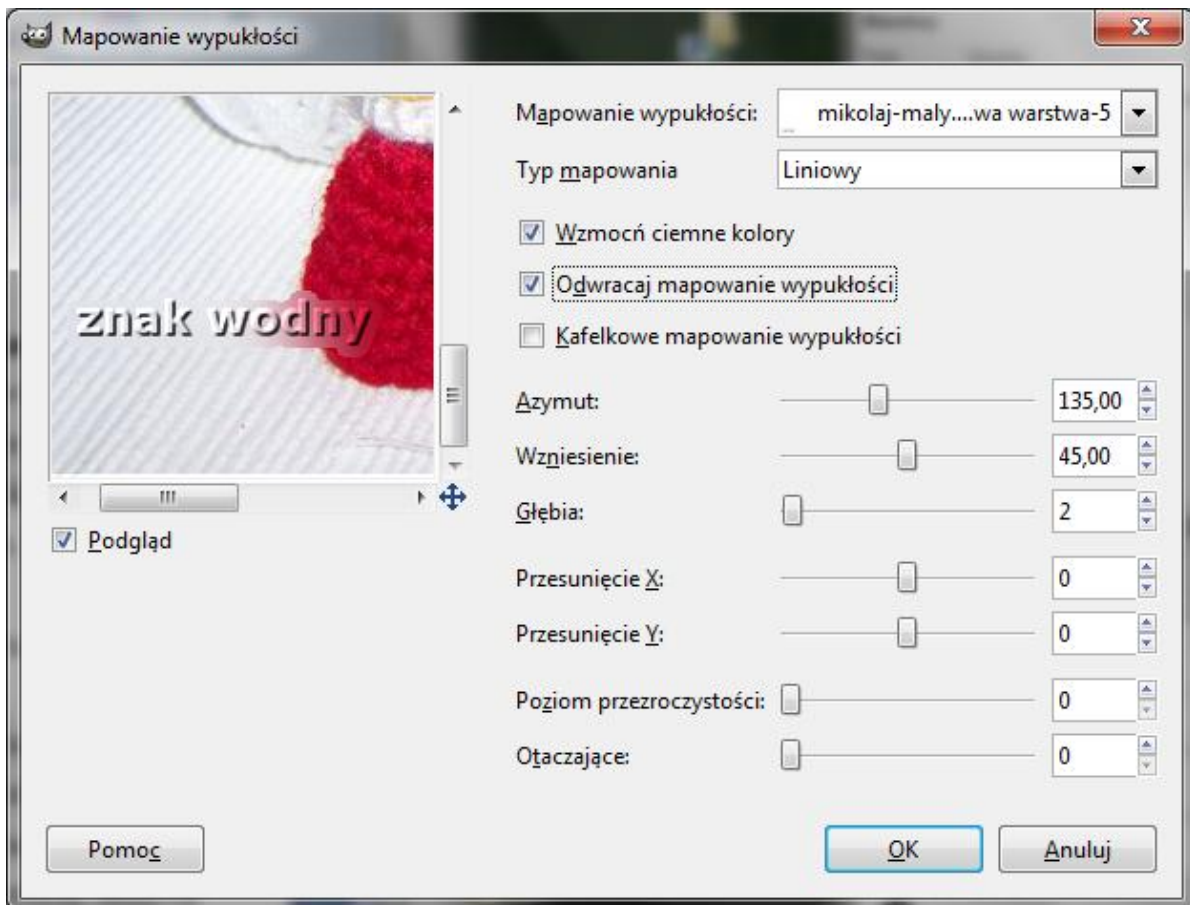 Mapowanie wypukłości
znak wodny
Podgląd
Mapowanie wypukłości: mikolaj-maly....wa warstwa-5
Typ mapowania Liniowy
Wzmocń ciemne kolory
Odwracaj mapowanie wypukłości
Kafelkowe mapowanie wypukłości
Azymut: 135,00
Wzniesienie: 45,00
Głębia: 2
Przesunięcie X: 0
Przesunięcie Y: 0
Poziom przezroczystości: 0
Otaczające: 0
Pomoc OK Anuluj